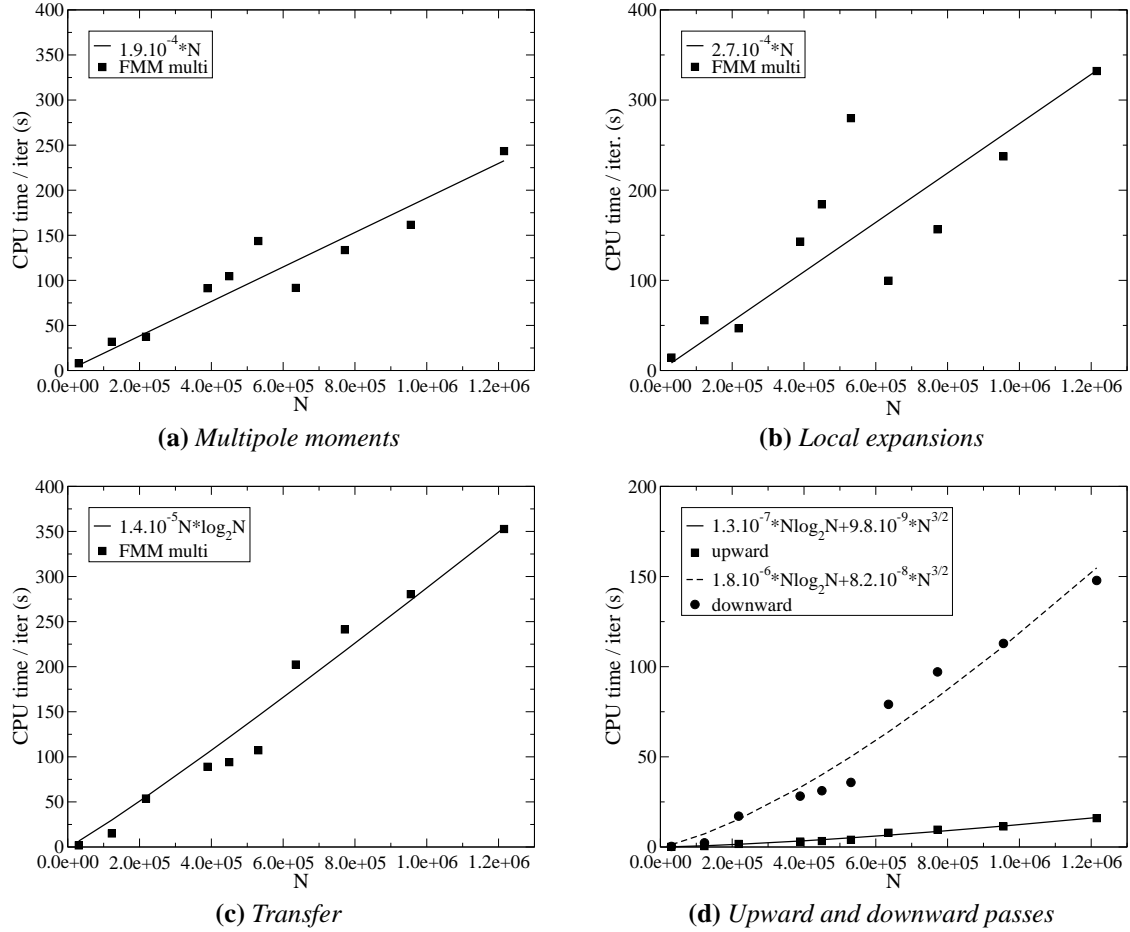 400
350
300
250
200
150
100
50
0
CPU time / iter (s)
1.9.10^-4*N
FMM multi
0.0e+00 2.0e+05 4.0e+05 6.0e+05 8.0e+05 1.0e+06 1.2e+06
N
(a) Multipole moments
400
300
200
100
0
CPU time / iter. (s)
2.7.10^-4*N
FMM multi
0.0e+00 2.0e+05 4.0e+05 6.0e+05 8.0e+05 1.0e+06 1.2e+06
N
(b) Local expansions
400
350
300
250
200
150
100
50
0
CPU time / iter (s)
1.4.10^-5N*log_2N
FMM multi
0.0e+00 2.0e+05 4.0e+05 6.0e+05 8.0e+05 1.0e+06 1.2e+06
N
(c) Transfer
200
150
100
50
0
CPU time / iter (s)
1.3.10^-7*Nlog_2N+9.8.10^-9*N^3/2
upward
1.8.10^-6*Nlog_2N+8.2.10^-8*N^3/2
downward
0.0e+00 2.0e+05 4.0e+05 6.0e+05 8.0e+05 1.0e+06 1.2e+06
N
(d) Upward and downward passes